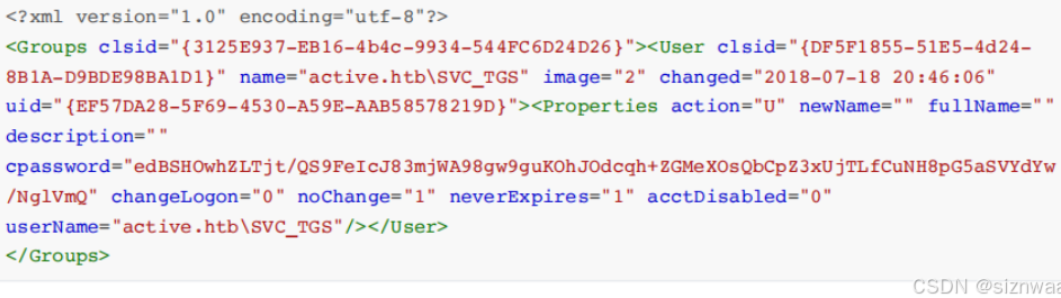 <?xml version="1.0" encoding="utf-8"?>
<Groups clsid="{3125E937-EB16-4b4c-9934-544FC6D24D26}"><User clsid="{DF5F1855-51E5-4d24-
8B1A-D9BDE98BA1D1}" name="active.htb\SVC_TGS" image="2" changed="2018-07-18 20:46:06"
uid="{EF57DA28-5F69-4530-A59E-AAB58578219D}"><Properties action="U" newName="" fullName=""
description=""
cpassword="edBSHOwhZLTjt/QS9FeIcJ83mjWA98gw9guKOhJOdcqh+ZGMeXOsQbCpZ3xUjTLfCuNH8pG5aSVYdYw
/NglVmQ" changeLogon="0" noChange="1" neverExpires="1" acctDisabled="0"
userName="active.htb\SVC_TGS"/></User>
</Groups>
CSDN @siznwaa